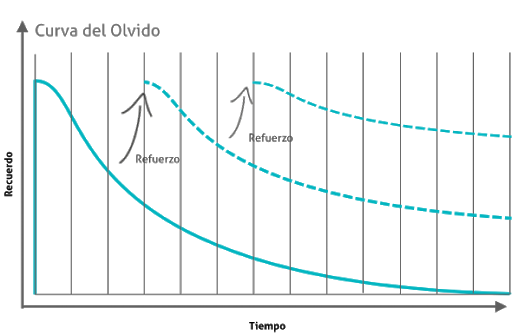 Curva del Olvido
Refuerzo
Refuerzo
Recuerdo
Tiempo